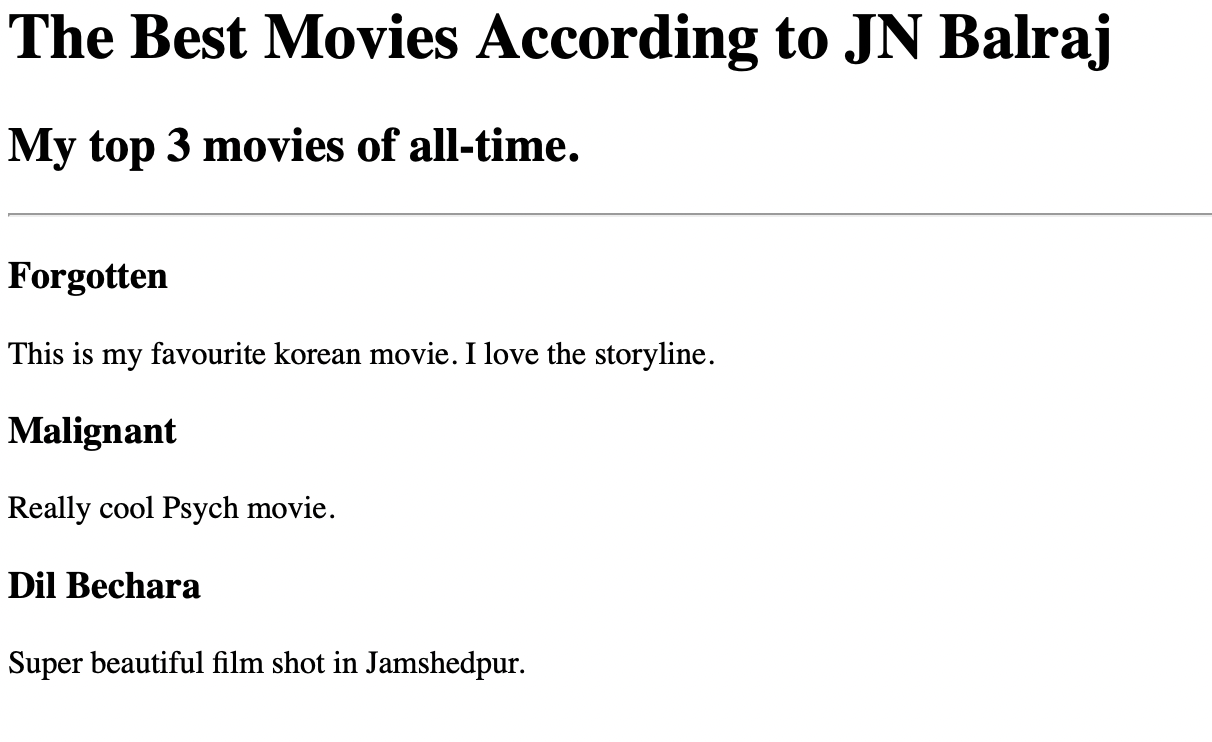 The Best Movies According to JN Balraj
My top 3 movies of all-time.
Forgotten
This is my favourite korean movie. I love the storyline.
Malignant
Really cool Psych movie.
Dil Bechara
Super beautiful film shot in Jamshedpur.